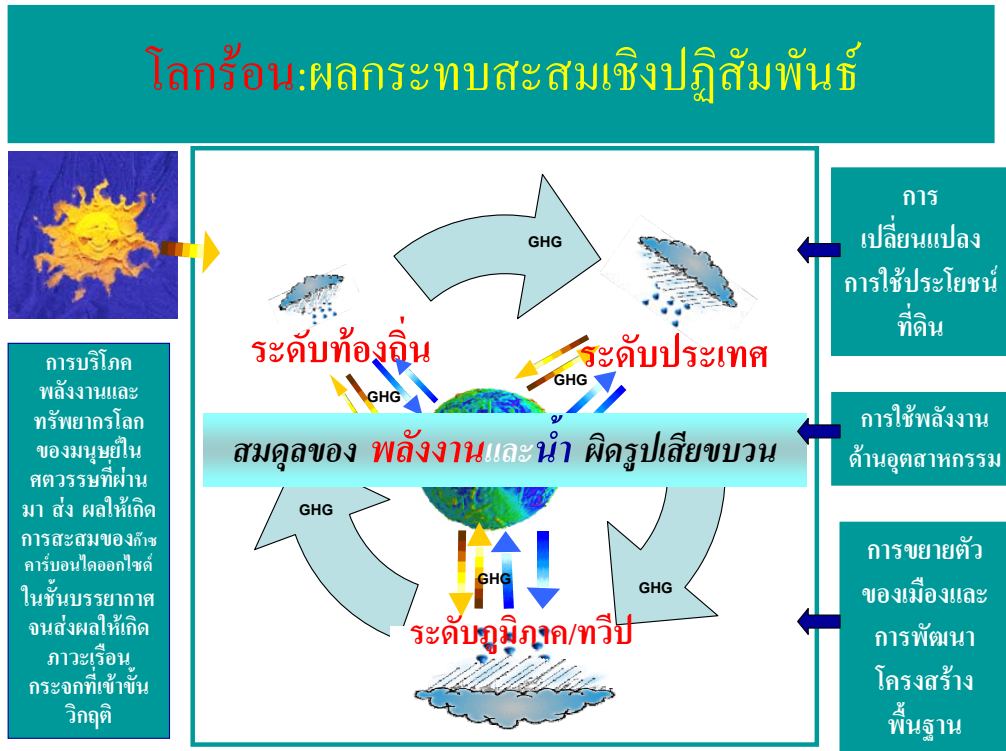 โลกร้อน:ผลกระทบสะสมเชิงปฏิสัมพันธ์
GHG
ระดับท้องถิ่น
ระดับประเทศ
GHG
GHG
สมดุลของ พลังงานและน้ำ ผิดรูปเสียขบวน
GHG
GHG
GHG
ระดับภูมิภาค/ทวีป
การบริโภค
พลังงานและ
ทรัพยากรโลก
ของมนุษย์ใน
ศตวรรษที่ผ่าน
มา ส่ง ผลให้เกิด
การสะสมของก๊าซ
คาร์บอนไดออกไซด์
ในชั้นบรรยากาศ
จนส่งผลให้เกิด
ภาวะเรือน
กระจกที่เข้าขั้น
วิกฤติ
การ
เปลี่ยนแปลง
การใช้ประโยชน์
ที่ดิน
การใช้พลังงาน
ด้านอุตสาหกรรม
การขยายตัว
ของเมืองและ
การพัฒนา
โครงสร้าง
พื้นฐาน